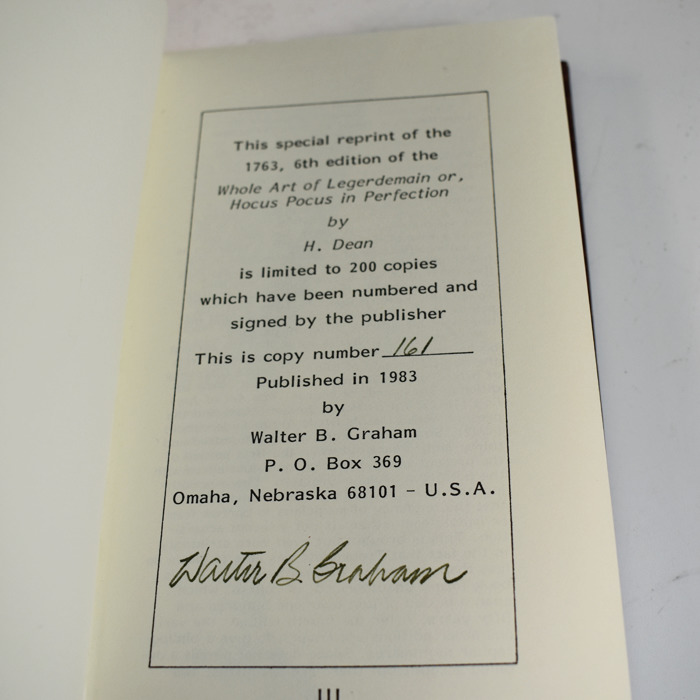 This special reprint of the
1763, 6th edition of the
Whole Art of Legerdemain or,
Hocus Pocus in Perfection
by
H. Dean
is limited to 200 copies
which have been numbered and
signed by the publisher
This is copy number 161
Published in 1983
by
Walter B. Graham
P. O. Box 369
Omaha, Nebraska 68101 - U.S.A.
Walter B. Graham
III